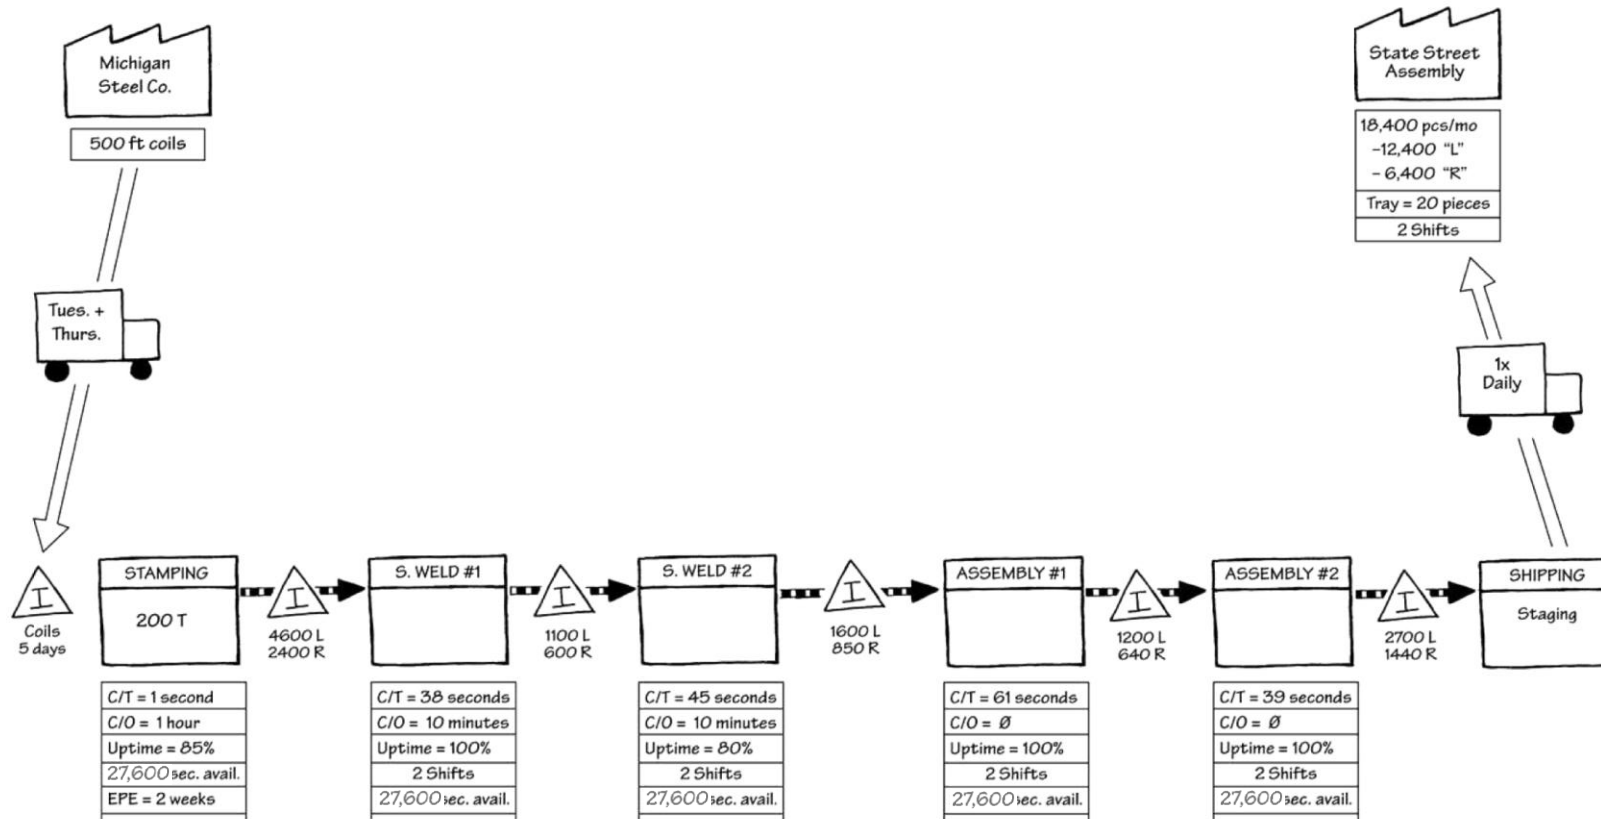 Michigan
Steel Co.
500 ft coils
Tues. +
Thurs.
State Street
Assembly
18,400 pcs/mo
-12,400 "L"
- 6,400 "R"
Tray = 20 pieces
2 Shifts
1x
Daily
I
Coils
5 days
STAMPING
200 T
C/T = 1 second
C/O = 1 hour
Uptime = 85%
27,600 sec. avail.
EPE = 2 weeks
I
4600 L
2400 R
S. WELD #1
C/T = 38 seconds
C/O = 10 minutes
Uptime = 100%
2 Shifts
27,600 sec. avail.
I
1100 L
600 R
S. WELD #2
C/T = 45 seconds
C/O = 10 minutes
Uptime = 80%
2 Shifts
27,600 sec. avail.
I
1600 L
850 R
ASSEMBLY #1
C/T = 61 seconds
C/O = Ø
Uptime = 100%
2 Shifts
27,600 sec. avail.
I
1200 L
640 R
ASSEMBLY #2
C/T = 39 seconds
C/O = Ø
Uptime = 100%
2 Shifts
27,600 sec. avail.
I
2700 L
1440 R
SHIPPING
Staging